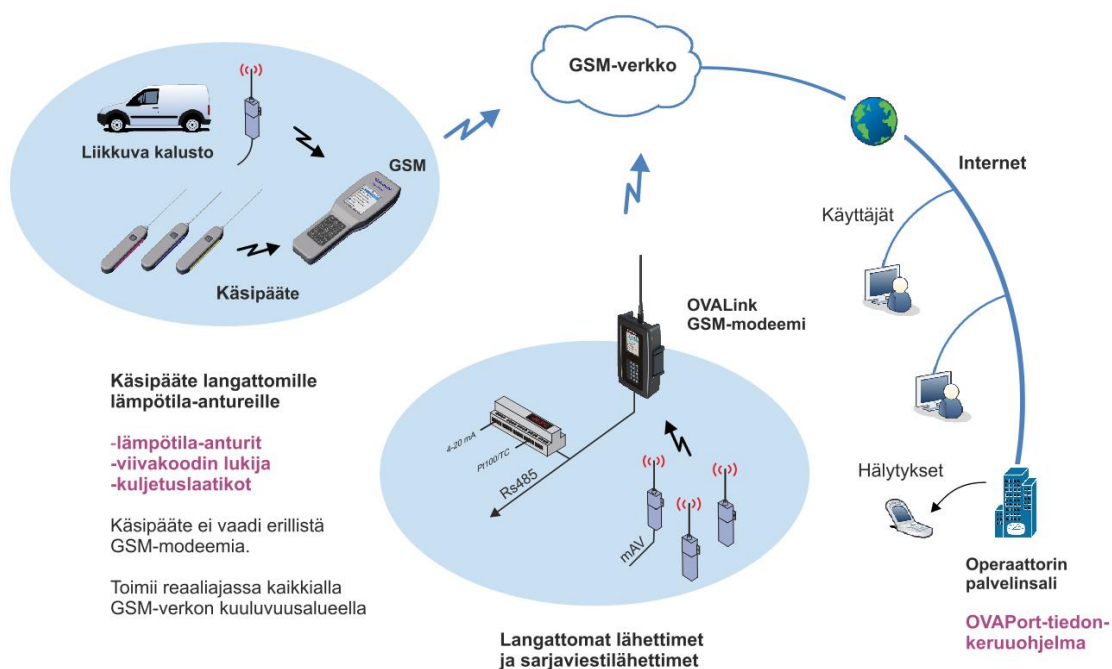 GSM-verkko
Liikkuva kalusto
GSM
Käsipääte
Internet
Käyttäjät
OVALink
GSM-modeemi
Käsipääte langattomille
lämpötila-antureille
-lämpötila-anturit
-viivakoodin lukija
-kuljetuslaatikot
Käsipääte ei vaadi erillistä
GSM-modeemia.
Toimii reaaliajassa kaikkialla
GSM-verkon kuuluvuusalueella
4-20 mA
Pt100/TC
Rs485
mAV
Langattomat lähettimet
ja sarjaviestilähettimet
Hälytykset
Operaattorin
palvelinsali
OVAPort-tiedon-
keruuohjelma